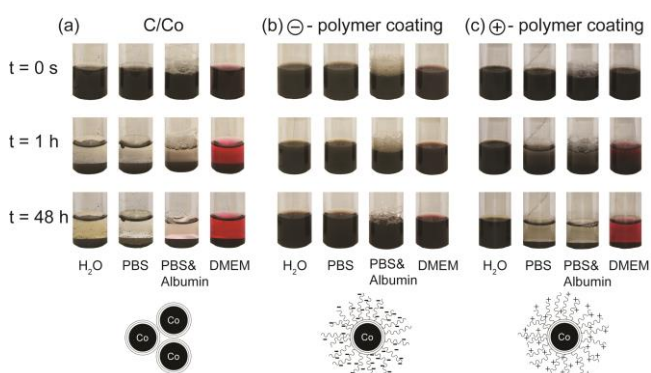 (a) C/Co (b) ⊖ - polymer coating (c) ⊕ - polymer coating
t = 0 s
t = 1 h
t = 48 h
H₂O PBS PBS& Albumin DMEM H₂O PBS PBS& Albumin DMEM H₂O PBS PBS& Albumin DMEM
Co Co Co Co Co